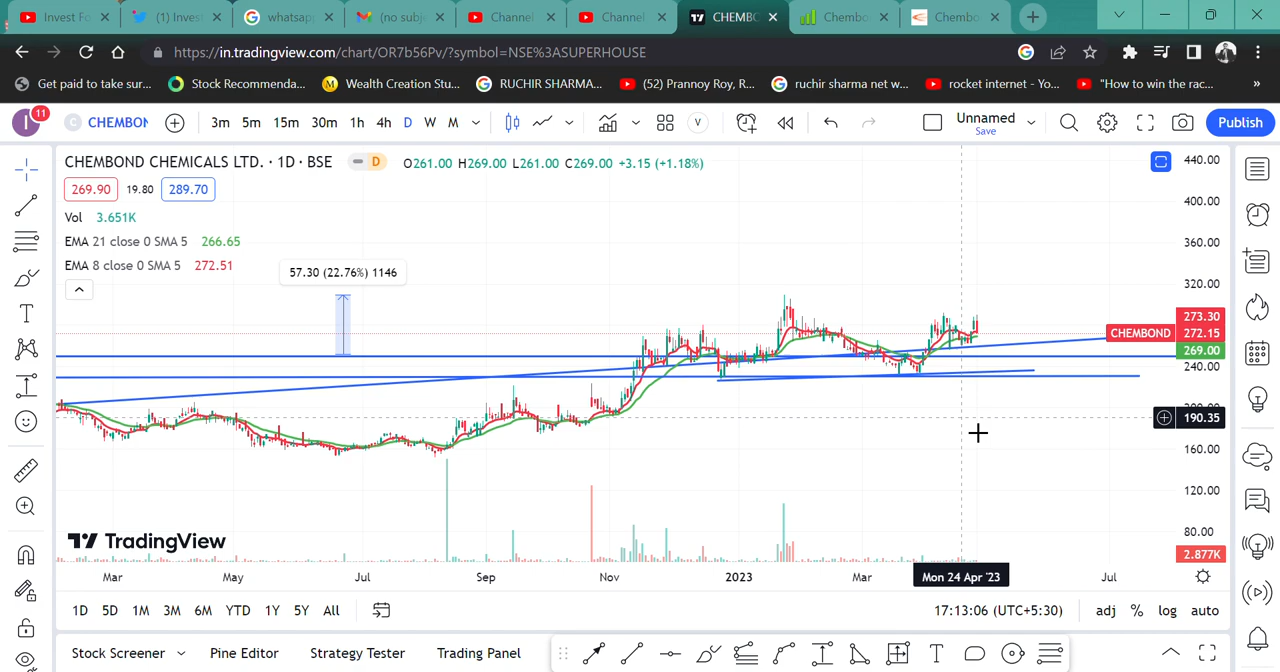 Invest Fo
(1) Invest
whatsap
(no subj
Channel
Channel
CHEMBC
Chembo
Chembo
https://in.tradingview.com/chart/OR7b56Pv/?symbol=NSE%3ASUPERHOUSE
Get paid to take sur...
Stock Recommenda...
Wealth Creation Stu...
RUCHIR SHARMA...
(52) Prannoy Roy, R...
ruchir sharma net w...
rocket internet - Yo...
"How to win the rac...
»
I
11
C
CHEMBON
3m 5m 15m 30m 1h 4h D W M
V
Unnamed
Save
Publish
CHEMBOND CHEMICALS LTD. · 1D · BSE
D
O261.00 H269.00 L261.00 C269.00 +3.15 (+1.18%)
269.90 19.80 289.70
Vol 3.651K
EMA 21 close 0 SMA 5 266.65
EMA 8 close 0 SMA 5 272.51
57.30 (22.76%) 1146
440.00
400.00
360.00
320.00
273.30
CHEMBOND 272.15
269.00
240.00
190.35
160.00
120.00
80.00
2.877K
TradingView
Mar May Jul Sep Nov 2023 Mar Mon 24 Apr '23 Jul
1D 5D 1M 3M 6M YTD 1Y 5Y All
17:13:06 (UTC+5:30) adj % log auto
Stock Screener Pine Editor Strategy Tester Trading Panel